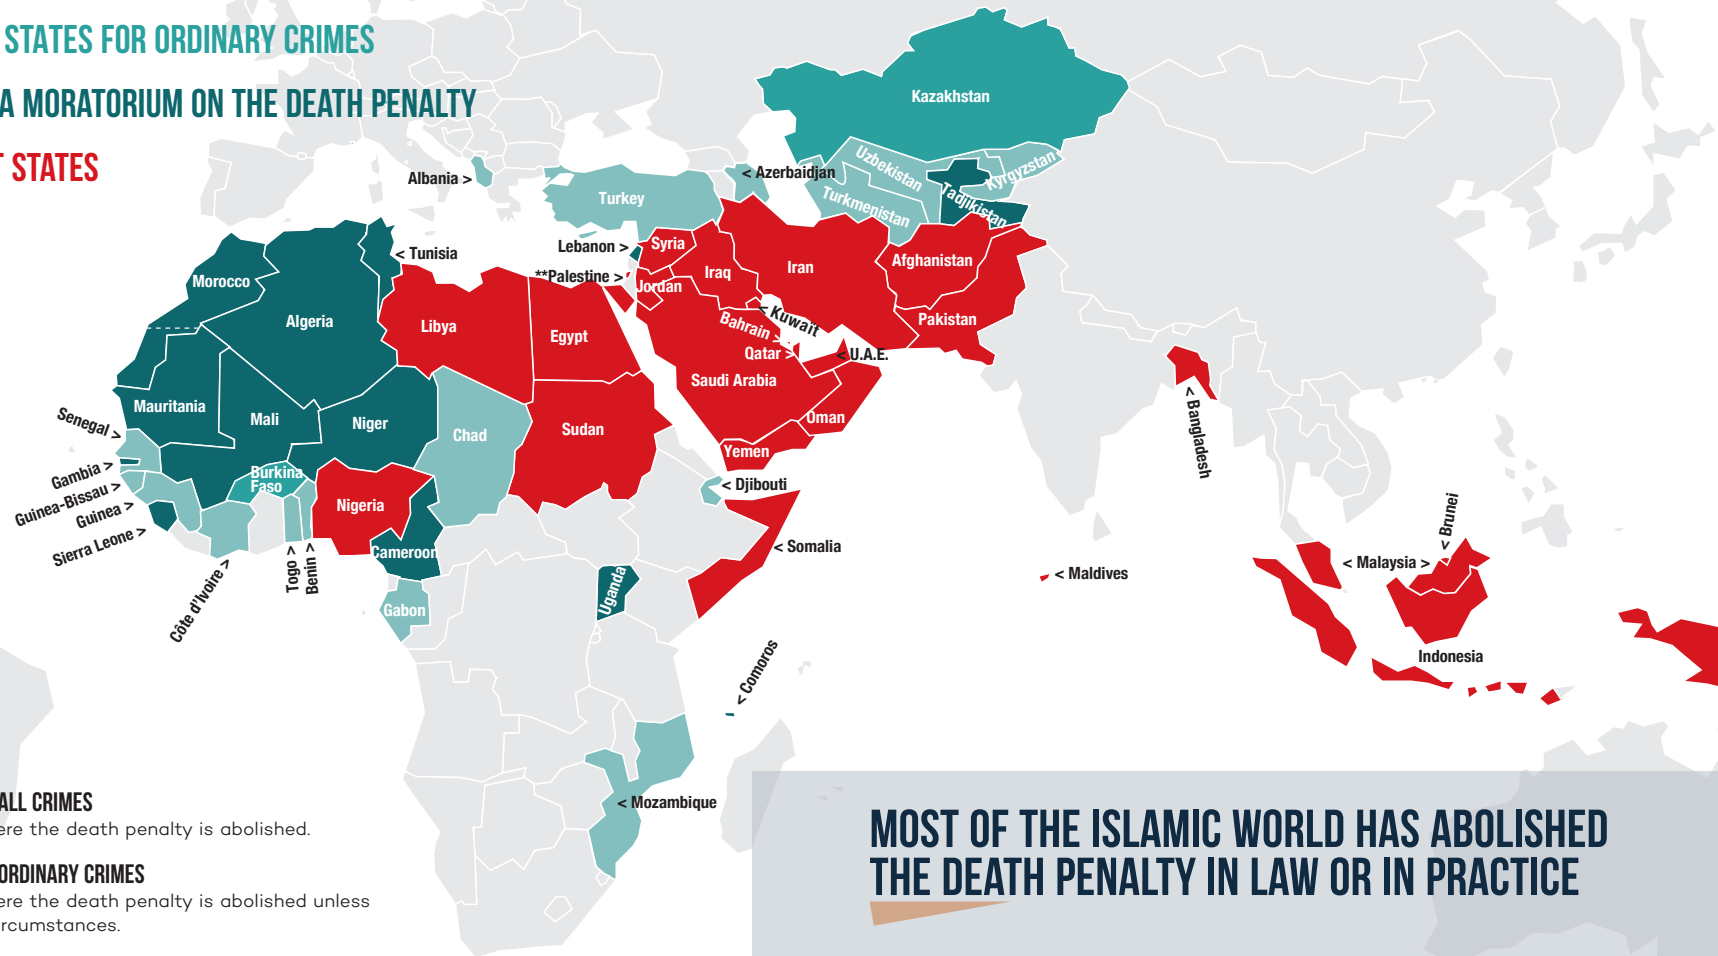 STATES FOR ORDINARY CRIMES
A MORATORIUM ON THE DEATH PENALTY
STATES
Kazakhstan
Uzbekistan
Kyrgyzstan
Albania >
< Azerbaidjan
Turkey
Turkmenistan
Tadjikistan
Lebanon >
Syria
< Tunisia
**Palestine >
Iraq
Iran
Afghanistan
Morocco
Jordan
Algeria
Libya
Egypt
< Kuwait
Bahrain >
Pakistan
Qatar >
< U.A.E.
Saudi Arabia
Mauritania
Mali
Niger
Chad
Sudan
Oman
Yemen
< Bangladesh
Senegal >
Gambia >
Guinea-Bissau >
Guinea >
Sierra Leone >
Burkina
Faso
Nigeria
< Djibouti
Cameroon
< Somalia
Togo >
Benin >
Côte d'Ivoire >
Gabon
Uganda
< Maldives
< Malaysia >
< Brunei
Indonesia
< Comoros
< Mozambique
ALL CRIMES
ere the death penalty is abolished.
ORDINARY CRIMES
ere the death penalty is abolished unless
rcumstances.
MOST OF THE ISLAMIC WORLD HAS ABOLISHED
THE DEATH PENALTY IN LAW OR IN PRACTICE